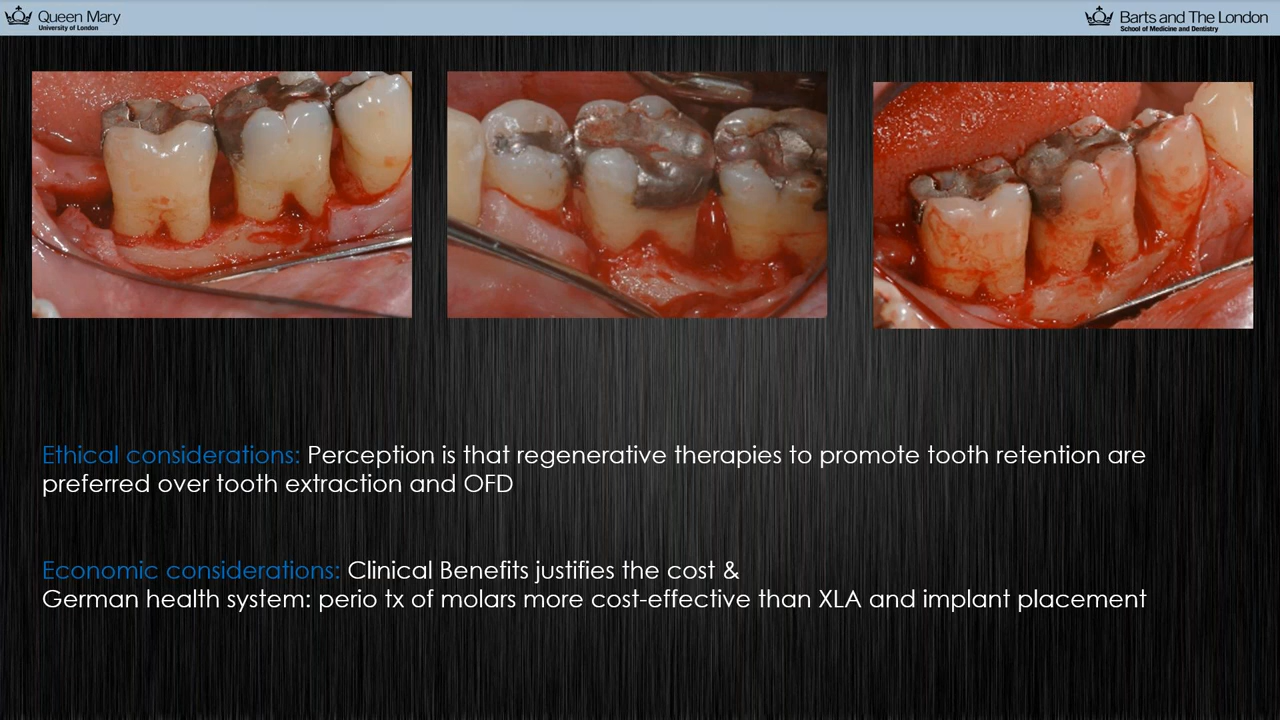 Queen Mary
University of London
Barts and The London
School of Medicine and Dentistry
Ethical considerations: Perception is that regenerative therapies to promote tooth retention are
preferred over tooth extraction and OFD
Economic considerations: Clinical Benefits justifies the cost &
German health system: perio tx of molars more cost-effective than XLA and implant placement